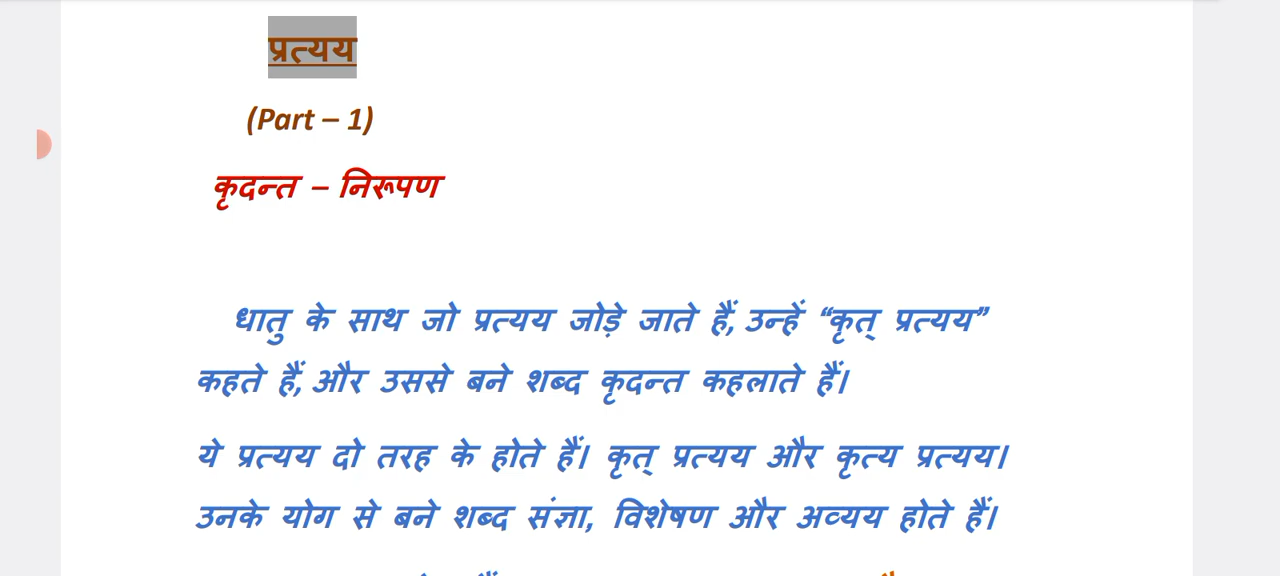 प्रत्यय
(Part – 1)
कृदन्त – निरूपण
धातु के साथ जो प्रत्यय जोड़े जाते हैं, उन्हें “कृत् प्रत्यय”
कहते हैं, और उससे बने शब्द कृदन्त कहलाते हैं।
ये प्रत्यय दो तरह के होते हैं। कृत् प्रत्यय और कृत्य प्रत्यय।
उनके योग से बने शब्द संज्ञा, विशेषण और अव्यय होते हैं।